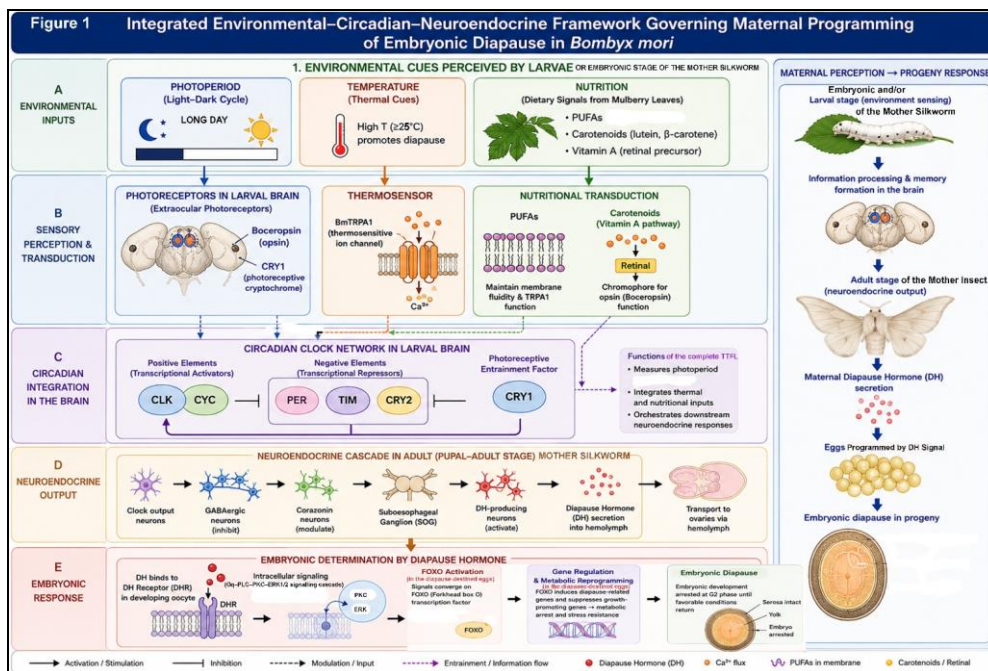 Figure 1
Integrated Environmental–Circadian–Neuroendocrine Framework Governing Maternal Programming
of Embryonic Diapause in Bombyx mori
A
ENVIRONMENTAL
INPUTS
1. ENVIRONMENTAL CUES PERCEIVED BY LARVAE OR EMBRYONIC STAGE OF THE MOTHER SILKWORM
PHOTOPERIOD
(Light–Dark Cycle)
LONG DAY
TEMPERATURE
(Thermal Cues)
High T (≥25°C)
promotes diapause
NUTRITION
(Dietary Signals from Mulberry Leaves)
• PUFAs
• Carotenoids (lutein, β-carotene)
• Vitamin A (retinal precursor)
B
SENSORY
PERCEPTION &
TRANSDUCTION
PHOTORECEPTORS IN LARVAL BRAIN
(Extraocular Photoreceptors)
Boceropsin
(opsin)
CRY1
(photoreceptive
cryptochrome)
THERMOSENSOR
BmTRPA1
(thermosensitive
ion channel)
Ca²⁺
NUTRITIONAL TRANSDUCTION
PUFAs
Maintain membrane
fluidity & TRPA1
function
Carotenoids
(Vitamin A pathway)
Retinal
Chromophore for
opsin (Boceropsin)
function
C
CIRCADIAN
INTEGRATION
IN THE BRAIN
CIRCADIAN CLOCK NETWORK IN LARVAL BRAIN
Positive Elements
(Transcriptional Activators)
CLK
CYC
Negative Elements
(Transcriptional Repressors)
PER
TIM
CRY2
Photoreceptive
Entrainment Factor
CRY1
Functions of the complete TTFL
• Measures photoperiod
• Integrates thermal
and nutritional inputs
• Orchestrates downstream
neuroendocrine responses
D
NEUROENDOCRINE
OUTPUT
NEUROENDOCRINE CASCADE IN ADULT (PUPAL–ADULT STAGE) MOTHER SILKWORM
Clock output
neurons
GABAergic
neurons
(inhibit)
Corazonin
neurons
(modulate)
Suboesophageal
Ganglion (SOG)
DH-producing
neurons
(activate)
Diapause Hormone
(DH) secretion
into hemolymph
Transport to
ovaries via
hemolymph
E
EMBRYONIC
RESPONSE
EMBRYONIC DETERMINATION BY DIAPAUSE HORMONE
DH binds to
DH Receptor (DHR)
in developing oocyte
DHR
Intracellular signaling
(Gq–PLC–PKC–ERK1/2 signalling cascade)
PKC
ERK
FOXO Activation
(in the diapause-destined eggs)
Signals converge on
FOXO (Forkhead box O)
transcription factor
FOXO
Gene Regulation
& Metabolic Reprogramming
(in the diapause-destined eggs)
FOXO induces diapause-related
genes and suppresses growth-
promoting genes → metabolic
arrest and stress resistance
Embryonic Diapause
Embryonic development
arrested at G2 phase until
favorable conditions
return
Serosa intact
Yolk
Embryo
arrested
MATERNAL PERCEPTION → PROGENY RESPONSE
Embryonic and/or
Larval stage (environment sensing)
of the Mother Silkworm
Information processing & memory
formation in the brain
Adult stage of the Mother Insect
(neuroendocrine output)
Maternal Diapause Hormone (DH)
secretion
Eggs Programmed by DH Signal
Embryonic diapause in progeny
Activation / Stimulation
Inhibition
Modulation / Input
Entrainment / Information flow
Diapause Hormone (DH)
Ca²⁺ flux
PUFAs in membrane
Carotenoids / Retinal